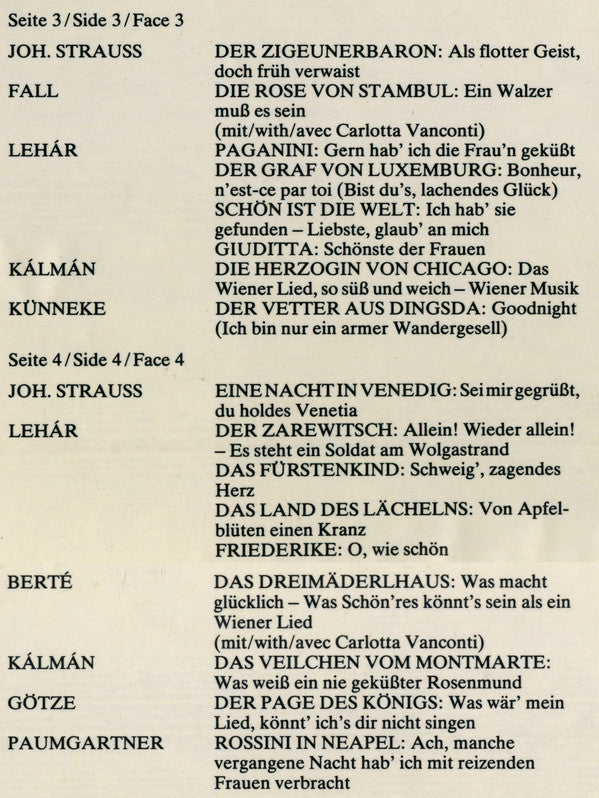 Seite 3/Side 3/Face 3
JOH. STRAUSS DER ZIGEUNERBARON: Als flotter Geist,
doch früh verwaist
FALL DIE ROSE VON STAMBUL: Ein Walzer
muß es sein
(mit/with/avec Carlotta Vanconti)
LEHÁR PAGANINI: Gern hab' ich die Frau'n geküßt
DER GRAF VON LUXEMBURG: Bonheur,
n'est-ce par toi (Bist du's, lachendes Glück)
SCHÖN IST DIE WELT: Ich hab' sie
gefunden – Liebste, glaub' an mich
GIUDITTA: Schönste der Frauen
KÁLMÁN DIE HERZOGIN VON CHICAGO: Das
Wiener Lied, so süß und weich – Wiener Musik
KÜNNEKE DER VETTER AUS DINGSDA: Goodnight
(Ich bin nur ein armer Wandergesell)
Seite 4/Side 4/Face 4
JOH. STRAUSS EINE NACHT IN VENEDIG: Sei mir gegrüßt,
du holdes Venetia
LEHÁR DER ZAREWITSCH: Allein! Wieder allein!
– Es steht ein Soldat am Wolgastrand
DAS FÜRSTENKIND: Schweig', zagendes
Herz
DAS LAND DES LÄCHELNS: Von Apfel-
blüten einen Kranz
FRIEDERIKE: O, wie schön
BERTÉ DAS DREIMÄDERLHAUS: Was macht
glücklich – Was Schön'res könnt's sein als ein
Wiener Lied
(mit/with/avec Carlotta Vanconti)
KÁLMÁN DAS VEILCHEN VOM MONTMARTE:
Was weiß ein nie geküßter Rosenmund
GÖTZE DER PAGE DES KÖNIGS: Was wär' mein
Lied, könnt' ich's dir nicht singen
PAUMGARTNER ROSSINI IN NEAPEL: Ach, manche
vergangene Nacht hab' ich mit reizenden
Frauen verbracht